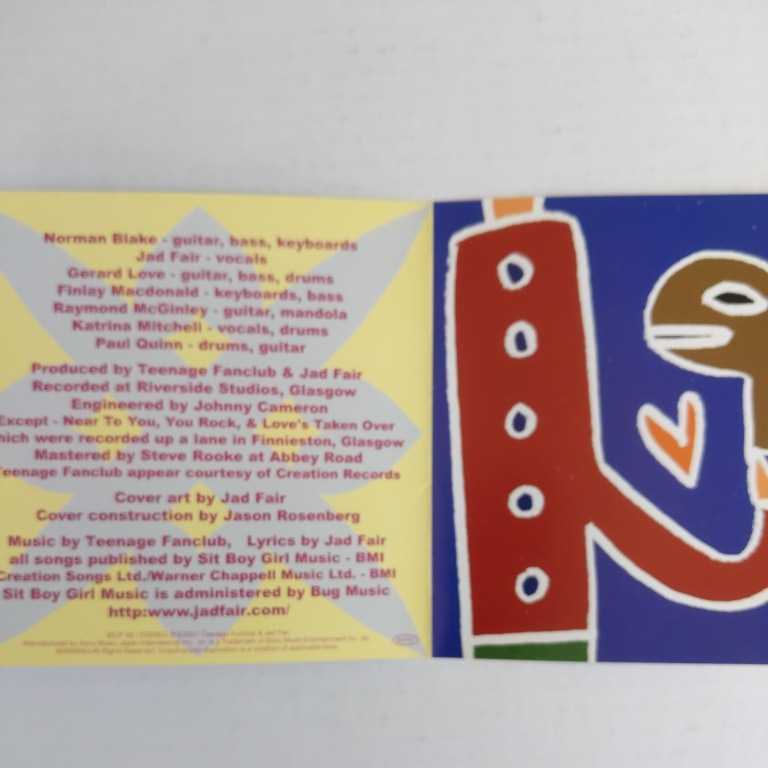 Norman Blake - guitar, bass, keyboards
Jad Fair - vocals
Gerard Love - guitar, bass, drums
Finlay Macdonald - keyboards, bass
Raymond McGinley - guitar, mandola
Katrina Mitchell - vocals, drums
Paul Quinn - drums, guitar
Produced by Teenage Fanclub & Jad Fair
Recorded at Riverside Studios, Glasgow
Engineered by Johnny Cameron
Except - Near To You, You Rock, & Love's Taken Over
hich were recorded up a lane in Finnieston, Glasgow
Mastered by Steve Rooke at Abbey Road
eenage Fanclub appear courtesy of Creation Records
Cover art by Jad Fair
Cover construction by Jason Rosenberg
Music by Teenage Fanclub, Lyrics by Jad Fair
all songs published by Sit Boy Girl Music - BMI
Creation Songs Ltd./Warner Chappell Music Ltd. - BMI
Sit Boy Girl Music is administered by Bug Music
http:www.jadfair.com/